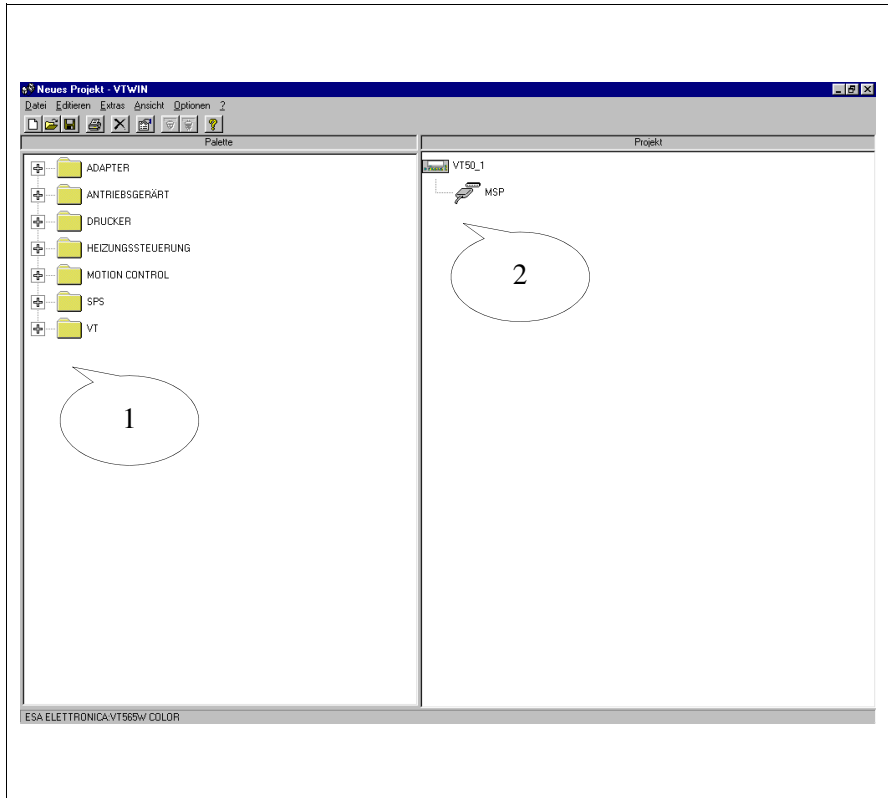 Neues Projekt - VTWIN
Datei Editieren Extras Ansicht Optionen ?
Palette
Projekt
ADAPTER
ANTRIEBSGERÄRT
DRUCKER
HEIZUNGSSTEUERUNG
MOTION CONTROL
SPS
VT
1
VT50_1
MSP
2
ESA ELETTRONICA:VT565W COLOR